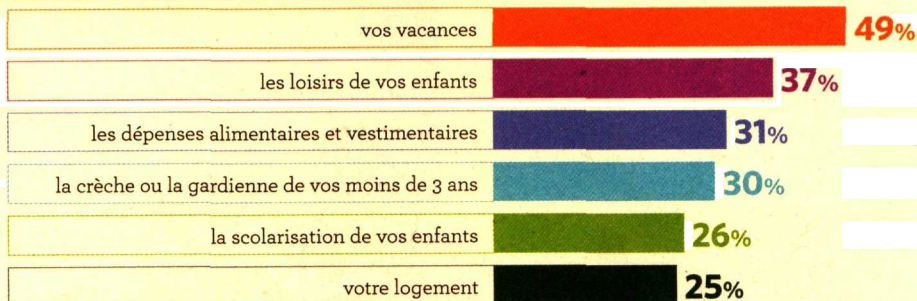 vos vacances 49%
les loisirs de vos enfants 37%
les dépenses alimentaires et vestimentaires 31%
la crèche ou la gardienne de vos moins de 3 ans 30%
la scolarisation de vos enfants 26%
votre logement 25%